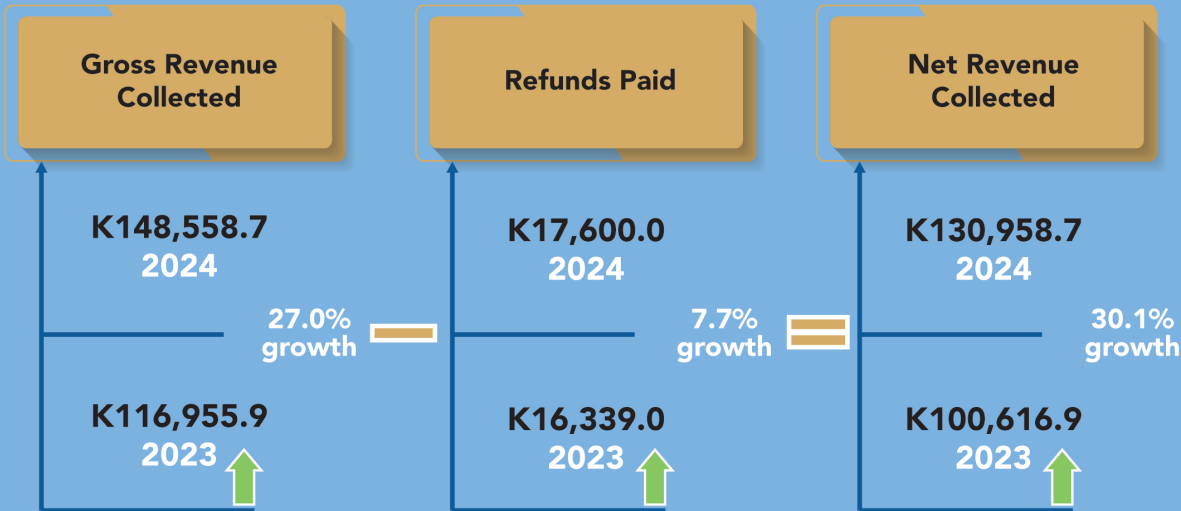 Gross Revenue
Collected
K148,558.7
2024
27.0%
growth
K116,955.9
2023
Refunds Paid
K17,600.0
2024
7.7%
growth
K16,339.0
2023
Net Revenue
Collected
K130,958.7
2024
30.1%
growth
K100,616.9
2023